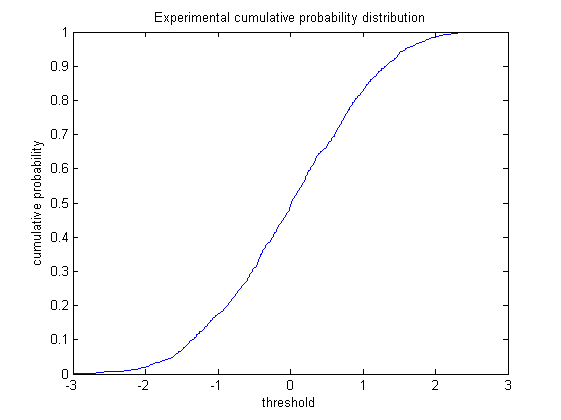 Experimental cumulative probability distribution
1
0.9
0.8
0.7
0.6
0.5
0.4
0.3
0.2
0.1
0
cumulative probability
-3 -2 -1 0 1 2 3
threshold